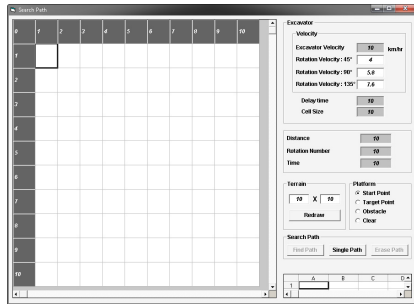 Search Path
0 1 2 3 4 5 6 7 8 9 10
1
2
3
4
5
6
7
8
9
10
Excavator
Velocity
Excavator Velocity 10 km/hr
Rotation Velocity : 45° 4
Rotation Velocity : 90° 5.8
Rotation Velocity : 135° 7.6
Delay time 10
Cell Size 10
Distance 10
Rotation Number 10
Time 10
Terrain
10 X 10
Redraw
Platform
Start Point
Target Point
Obstacle
Clear
Search Path
Find Path Single Path Erase Path
A B C D
1